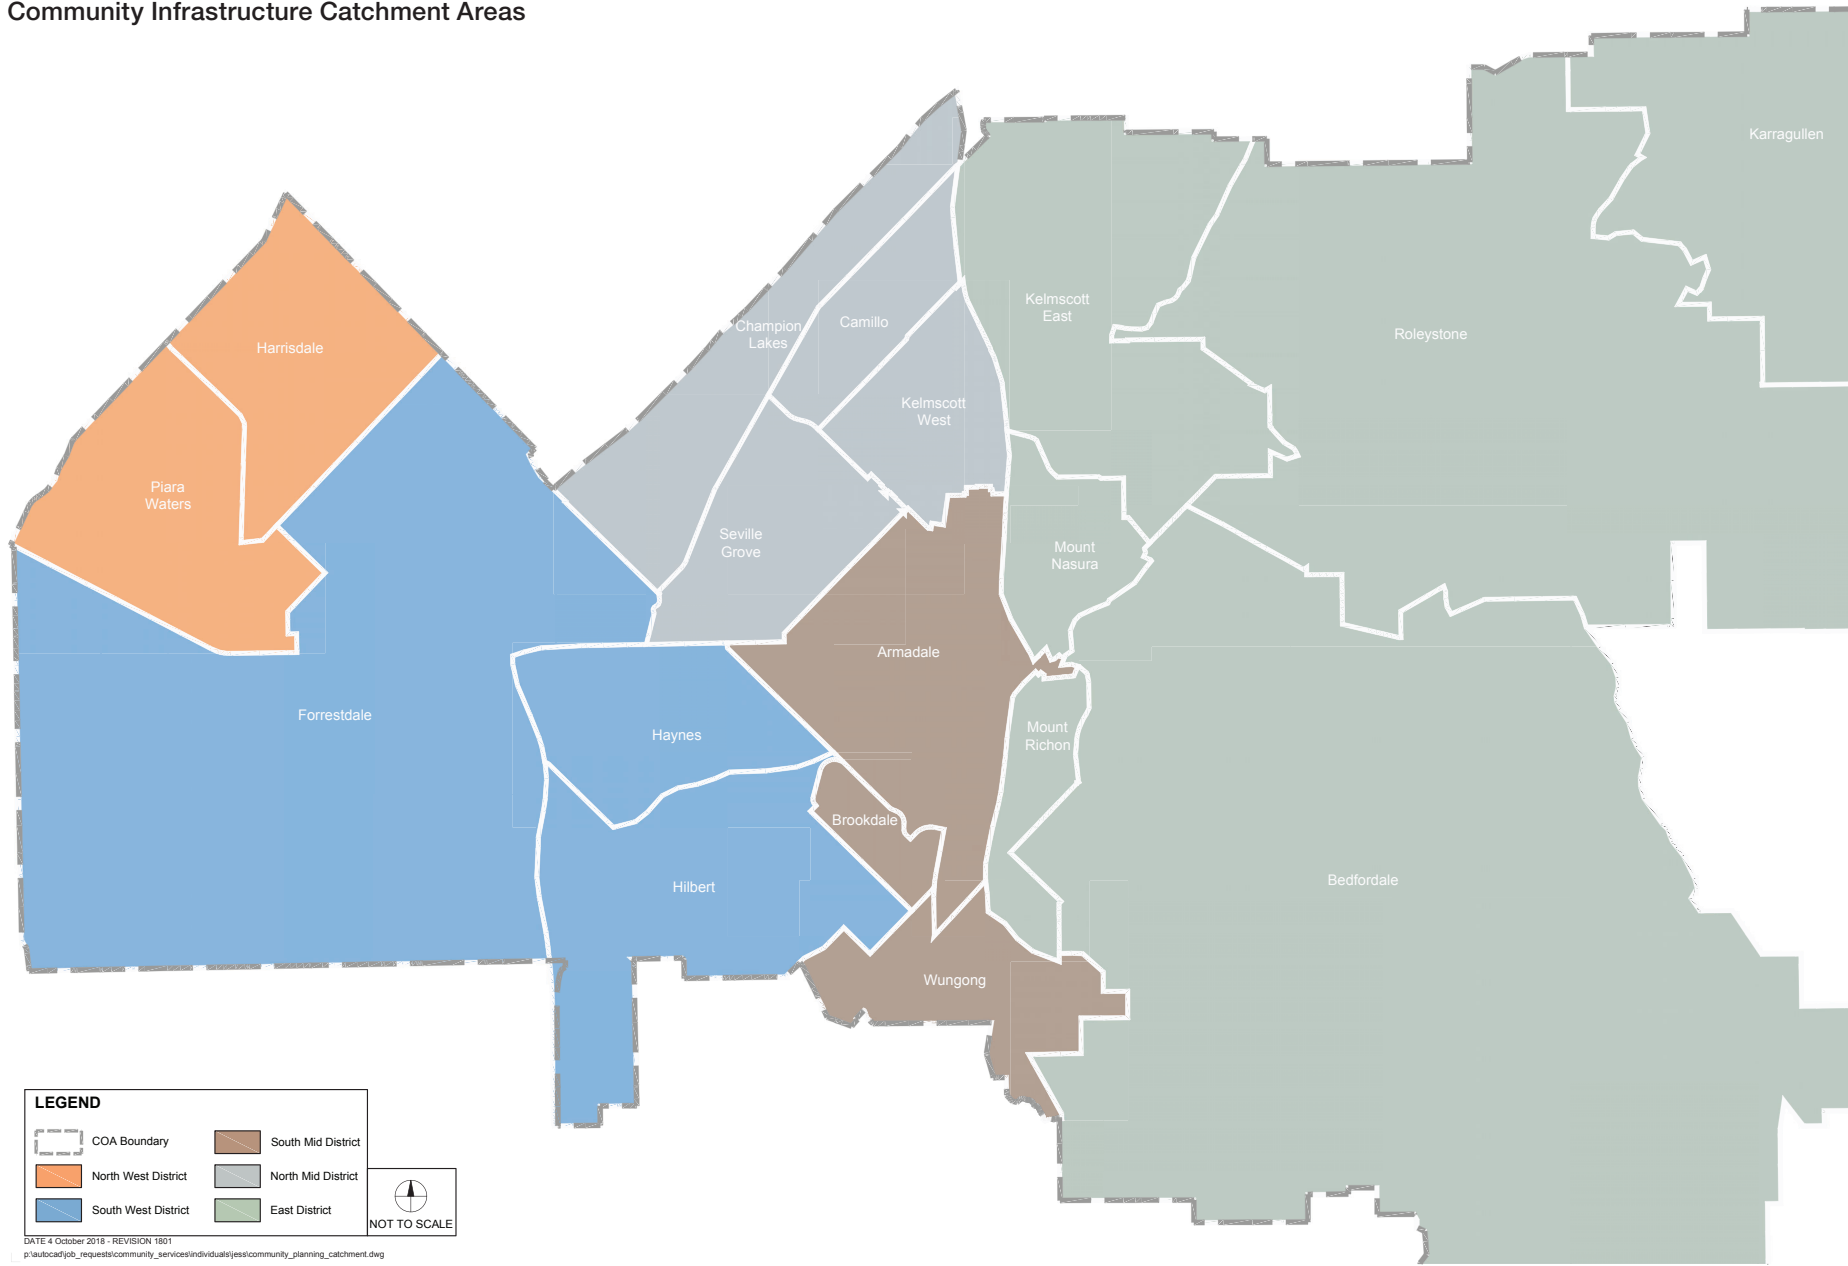 Community Infrastructure Catchment Areas
Karragullen
Kelmscott
East
Roleystone
Champion
Lakes
Camillo
Harrisdale
Kelmscott
West
Piara
Waters
Seville
Grove
Mount
Nasura
Armadale
Forrestdale
Haynes
Mount
Richon
Brookdale
Hilbert
Bedfordale
Wungong
LEGEND
COA Boundary
South Mid District
North West District
North Mid District
South West District
East District
NOT TO SCALE
DATE 4 October 2018 - REVISION 1801
p:\autocad\job_requests\community_services\individuals\jess\community_planning_catchment.dwg